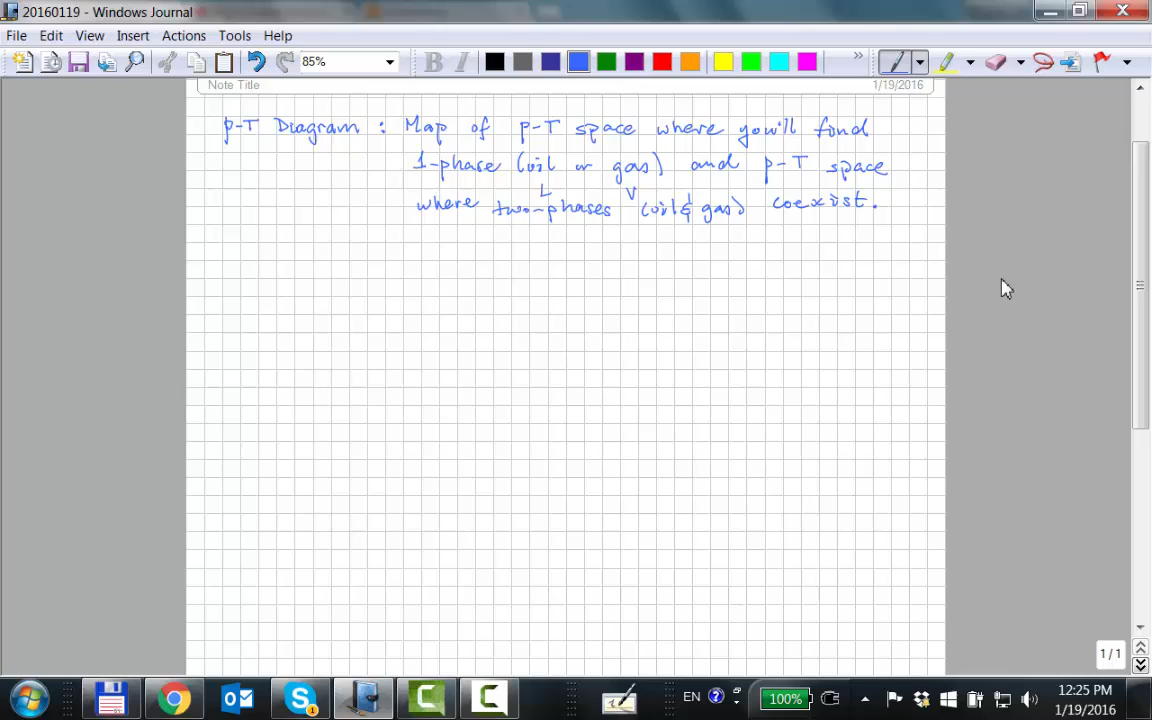 20160119 - Windows Journal
File Edit View Insert Actions Tools Help
85% B I »
Note Title 1/19/2016
p-T Diagram : Map of p-T space where you'll find
1-phase (oil or gas) and p-T space
L V
where two-phases (oil & gas) coexist.
1/1
EN 100% 12:25 PM
1/19/2016